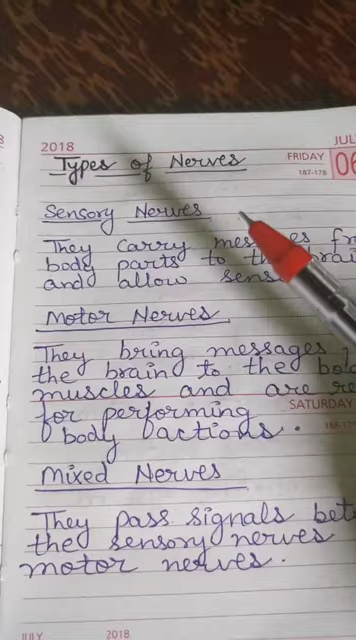 2018
JUL
FRIDAY
187-178
06
Types of Nerves
Sensory Nerves
They carry
body parts to
and allow
Motor Nerves
They bring messages
the brain to the
muscles and are
for performing
SATURDAY
body actions.
Mixed Nerves
They pass signals
the sensory nerves
motor nerves.
JULY 2018